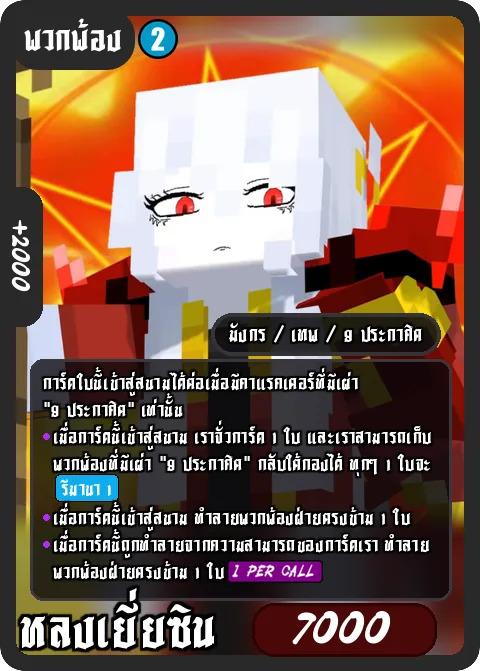 พวกพ้อง 2
+2000
มังกร / เทพ / 9 ประกาศิต
การ์ดใบนี้เข้าสู่สนามได้ต่อเมื่อมีคาแรคเตอร์ที่มีเผ่า
"9 ประกาศิต" เท่านั้น
เมื่อการ์ดนี้เข้าสู่สนาม เราจั่วการ์ด 1 ใบ และเราสามารถเก็บ
พวกพ้องที่มีเผ่า "9 ประกาศิต" กลับใต้กองได้ ทุกๆ 1 ใบจะ
รีมานา 1
เมื่อการ์ดนี้เข้าสู่สนาม ทำลายพวกพ้องฝ่ายตรงข้าม 1 ใบ
เมื่อการ์ดนี้ถูกทำลายจากความสามารถของการ์ดเรา ทำลาย
พวกพ้องฝ่ายตรงข้าม 1 ใบ 1 PER CALL
หลงเยี่ยซิน 7000